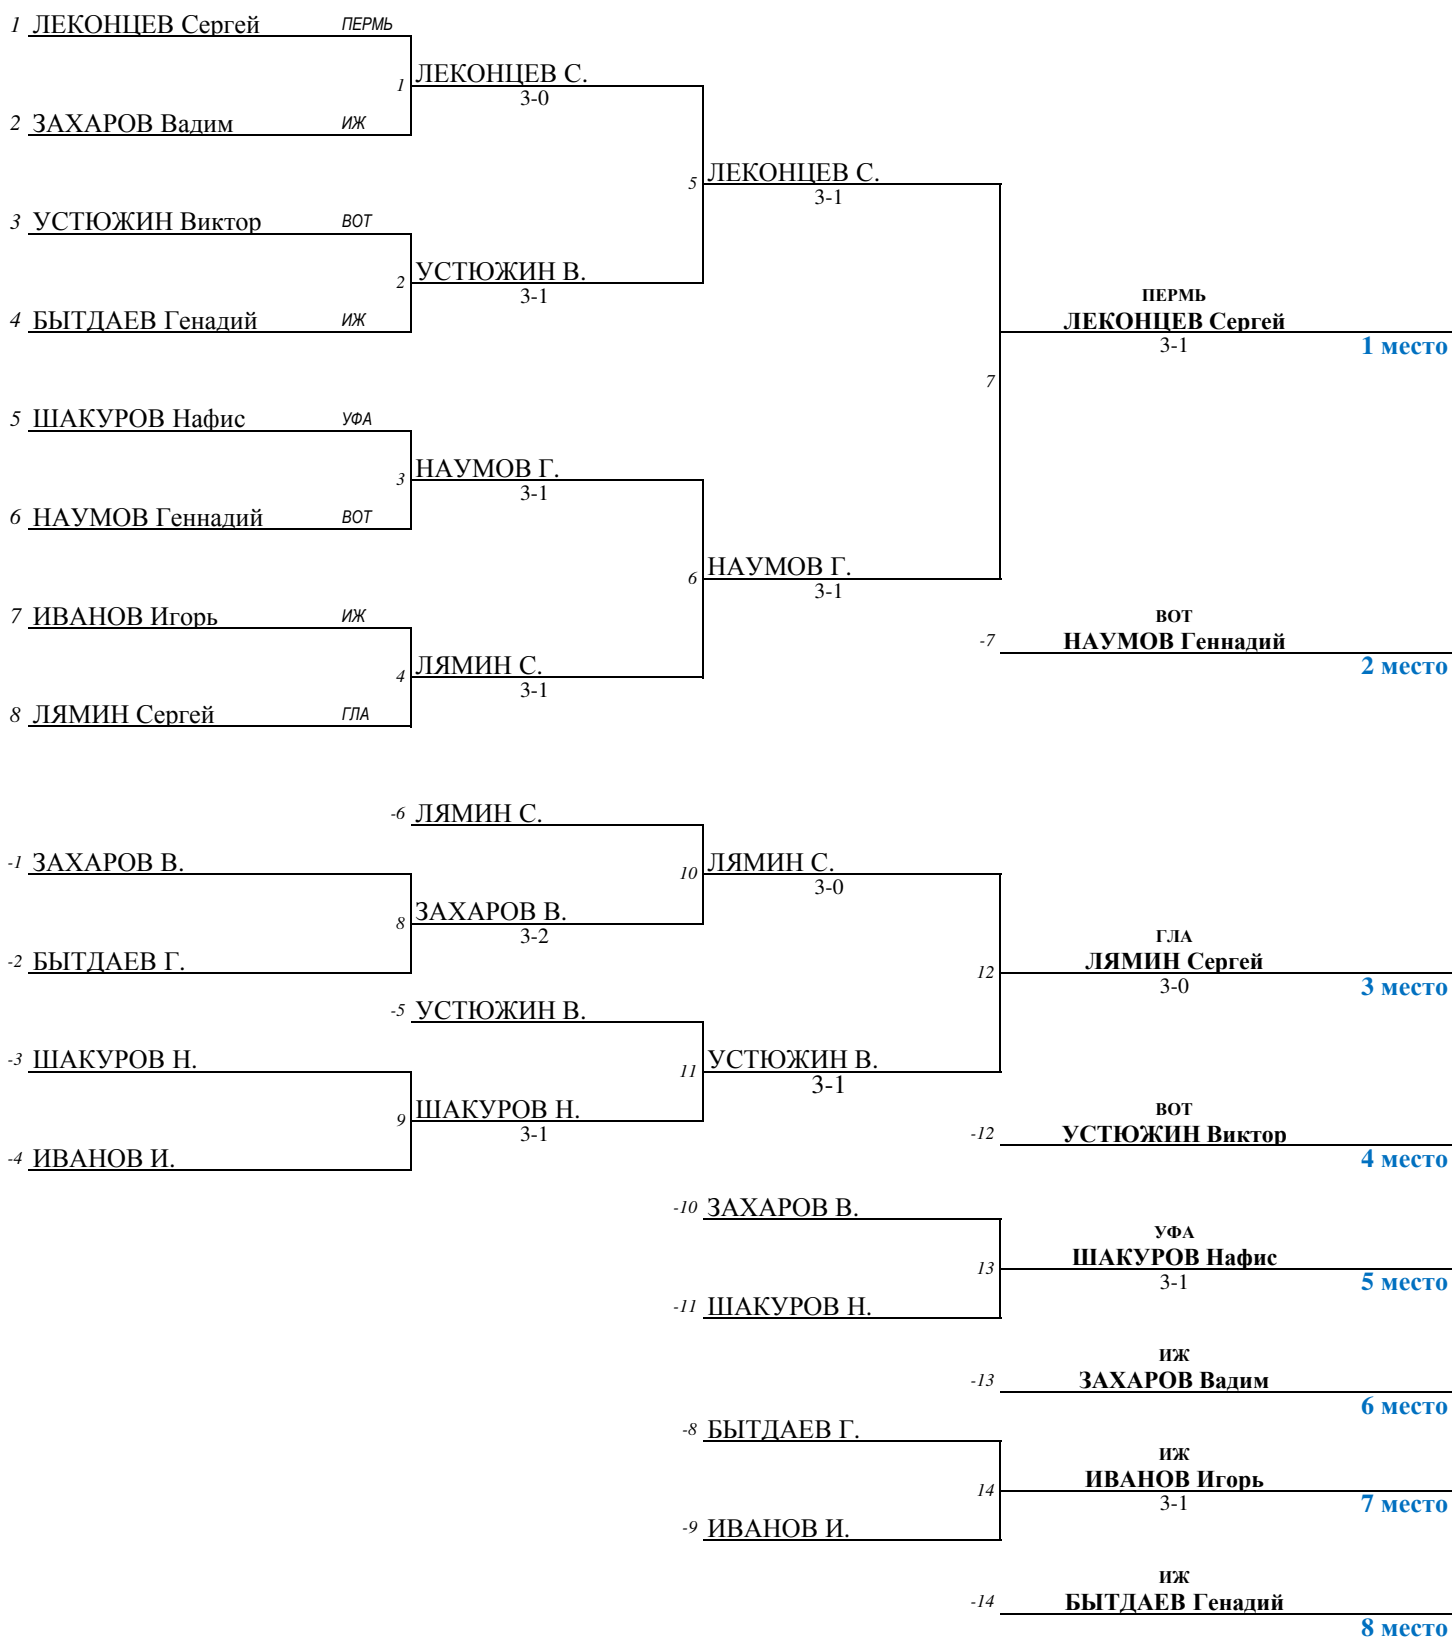 1 ЛЕКОНЦЕВ Сергей ПЕРМЬ
1 ЛЕКОНЦЕВ С.
3-0
2 ЗАХАРОВ Вадим ИЖ
5 ЛЕКОНЦЕВ С.
3-1
3 УСТЮЖИН Виктор ВОТ
2 УСТЮЖИН В.
3-1
4 БЫТДАЕВ Генадий ИЖ
ПЕРМЬ
ЛЕКОНЦЕВ Сергей
3-1 1 место
7
5 ШАКУРОВ Нафис УФА
3 НАУМОВ Г.
3-1
6 НАУМОВ Геннадий ВОТ
6 НАУМОВ Г.
3-1
7 ИВАНОВ Игорь ИЖ
ВОТ
-7 НАУМОВ Геннадий
2 место
4 ЛЯМИН С.
3-1
8 ЛЯМИН Сергей ГЛА
-6 ЛЯМИН С.
-1 ЗАХАРОВ В.
10 ЛЯМИН С.
3-0
8 ЗАХАРОВ В.
3-2
-2 БЫТДАЕВ Г.
ГЛА
12 ЛЯМИН Сергей
3-0 3 место
-5 УСТЮЖИН В.
-3 ШАКУРОВ Н.
11 УСТЮЖИН В.
3-1
9 ШАКУРОВ Н.
3-1
ВОТ
-12 УСТЮЖИН Виктор
4 место
-4 ИВАНОВ И.
-10 ЗАХАРОВ В.
УФА
13 ШАКУРОВ Нафис
3-1 5 место
-11 ШАКУРОВ Н.
ИЖ
-13 ЗАХАРОВ Вадим
6 место
-8 БЫТДАЕВ Г.
ИЖ
14 ИВАНОВ Игорь
3-1 7 место
-9 ИВАНОВ И.
ИЖ
-14 БЫТДАЕВ Генадий
8 место